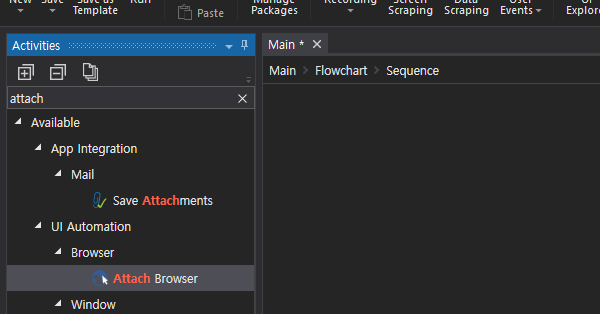 New Save Save as Template Run
Paste
Manage Packages
Recording
Screen Scraping
Data Scraping
User Events
UI Explorer
Activities
Main *
attach
Main > Flowchart > Sequence
Available
App Integration
Mail
Save Attachments
UI Automation
Browser
Attach Browser
Window